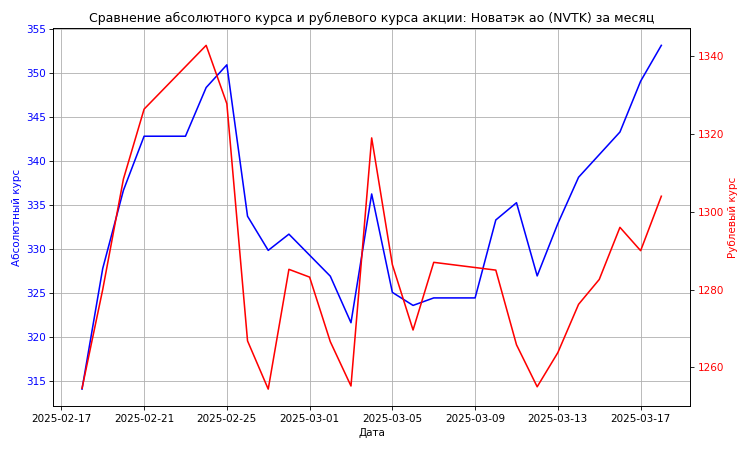 Сравнение абсолютного курса и рублевого курса акции: Новатэк ао (NVTK) за месяц
355
350
345
340
335
330
325
320
315
Абсолютный курс
1340
1320
1300
1280
1260
Рублевый курс
2025-02-17 2025-02-21 2025-02-25 2025-03-01 2025-03-05 2025-03-09 2025-03-13 2025-03-17
Дата